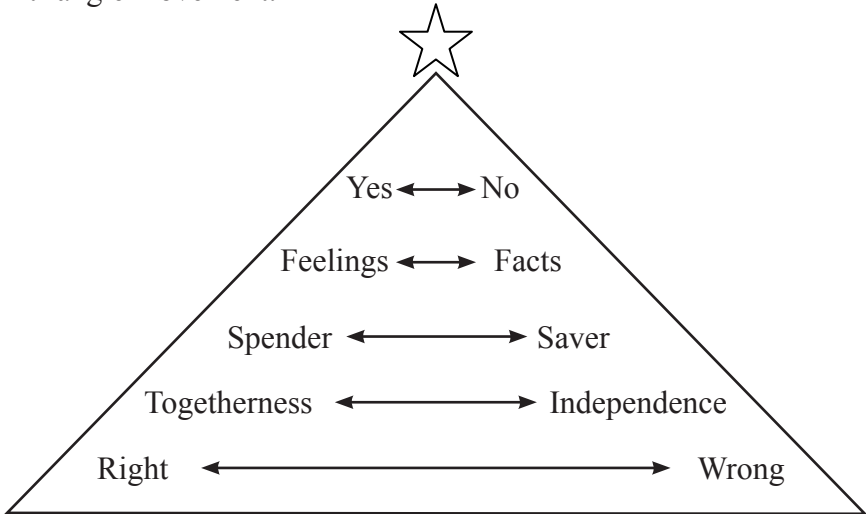 Yes No
Feelings Facts
Spender Saver
Togetherness Independence
Right Wrong